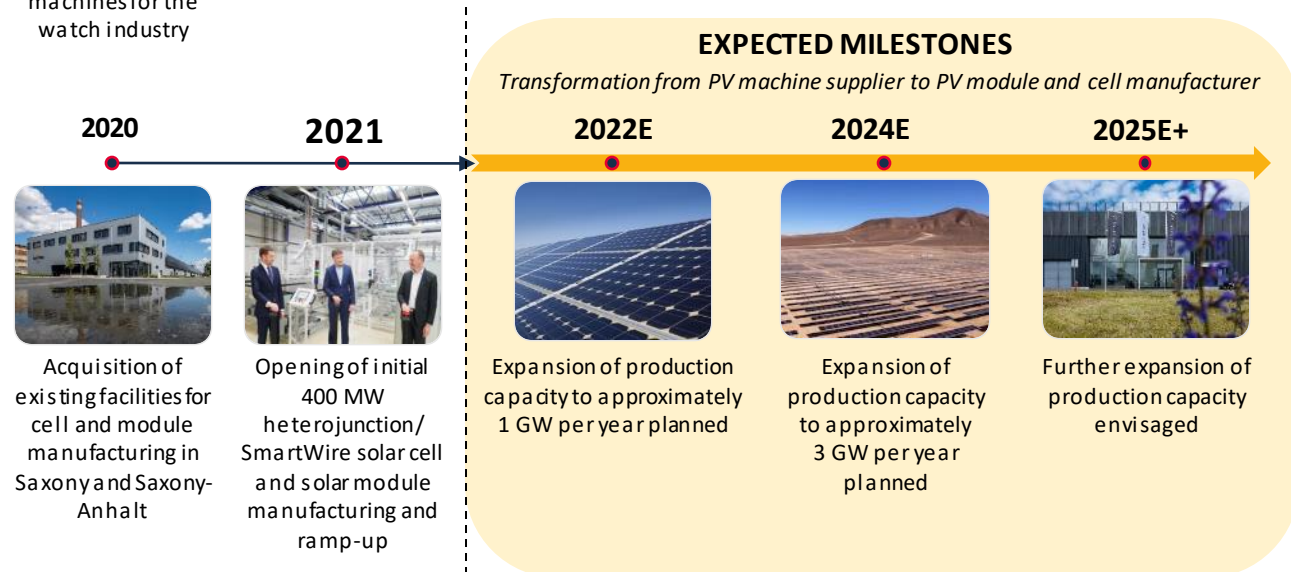 machines for the
watch industry
EXPECTED MILESTONES
Transformation from PV machine supplier to PV module and cell manufacturer
2020
2021
2022E
2024E
2025E+
Acquisition of
existing facilities for
cell and module
manufacturing in
Saxony and Saxony-
Anhalt
Opening of initial
400 MW
heterojunction/
SmartWire solar cell
and solar module
manufacturing and
ramp-up
Expansion of production
capacity to approximately
1 GW per year planned
Expansion of
production capacity
to approximately
3 GW per year
planned
Further expansion of
production capacity
envisaged